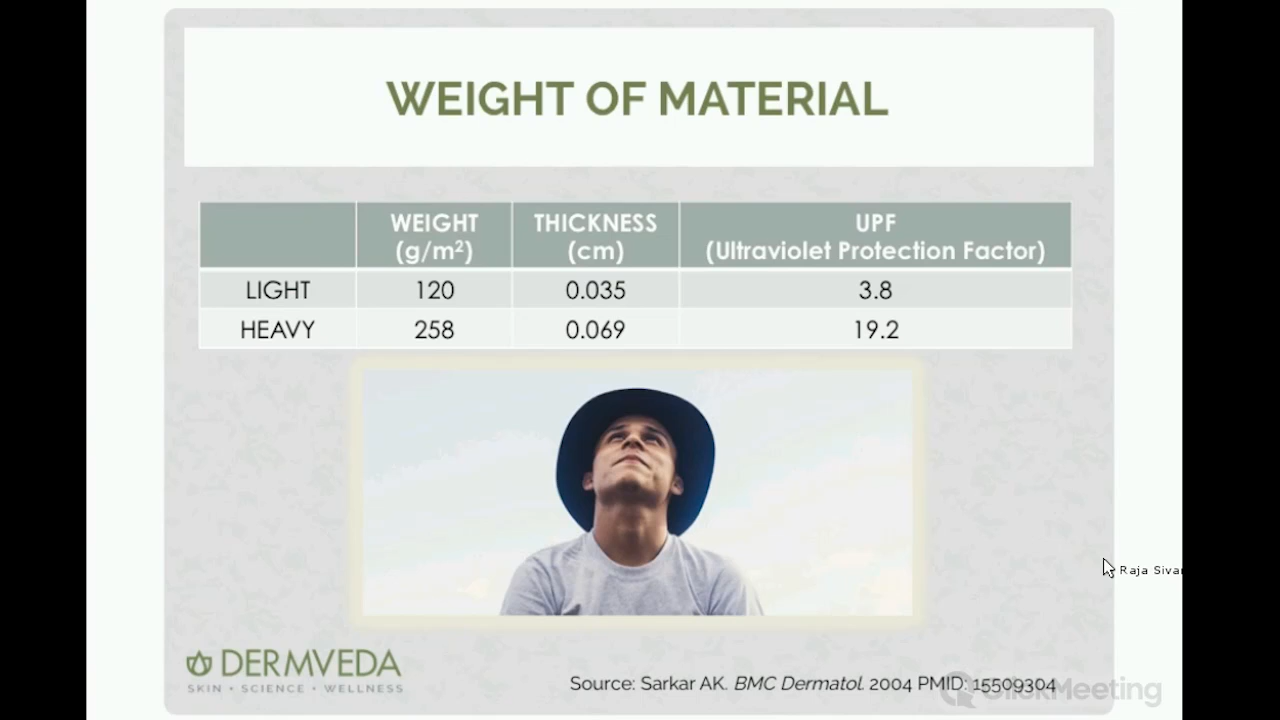 WEIGHT OF MATERIAL
WEIGHT (g/m²) THICKNESS (cm) UPF (Ultraviolet Protection Factor)
LIGHT 120 0.035 3.8
HEAVY 258 0.069 19.2
Raja Sivar
DERMVEDA
SKIN • SCIENCE • WELLNESS
Source: Sarkar AK. BMC Dermatol. 2004 PMID: 15509304
ClickMeeting